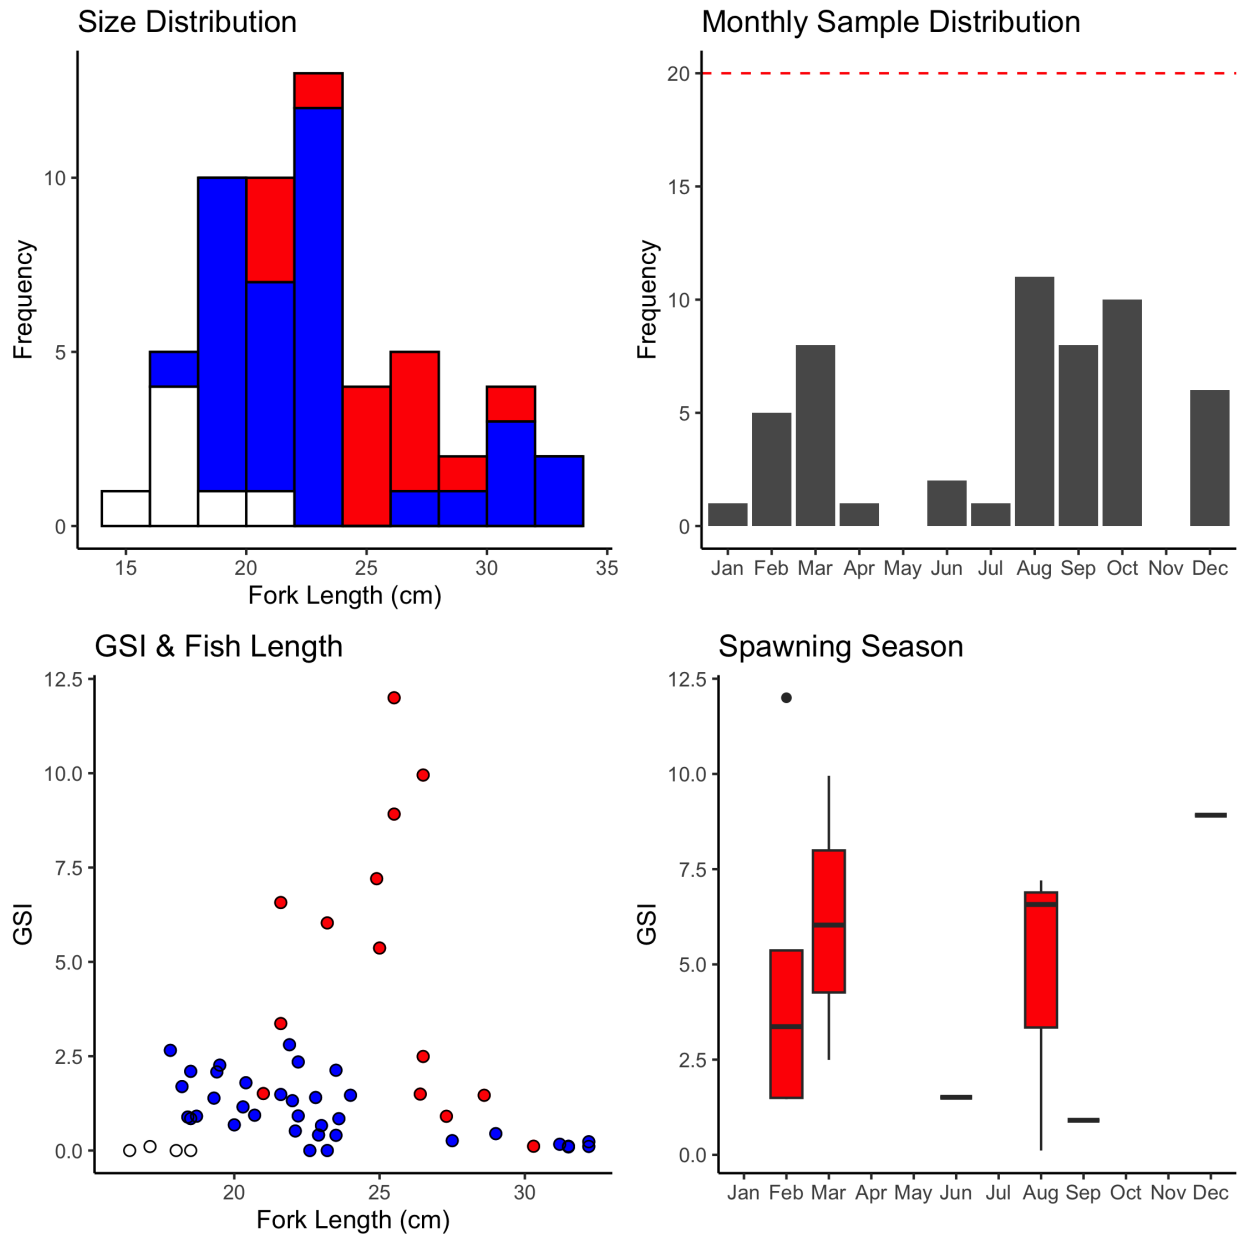 Size Distribution
Frequency
10
5
0
15 20 25 30 35
Fork Length (cm)
Monthly Sample Distribution
Frequency
20
15
10
5
0
Jan Feb Mar Apr May Jun Jul Aug Sep Oct Nov Dec
GSI & Fish Length
GSI
12.5
10.0
7.5
5.0
2.5
0.0
20 25 30
Fork Length (cm)
Spawning Season
GSI
12.5
10.0
7.5
5.0
2.5
0.0
Jan Feb Mar Apr May Jun Jul Aug Sep Oct Nov Dec